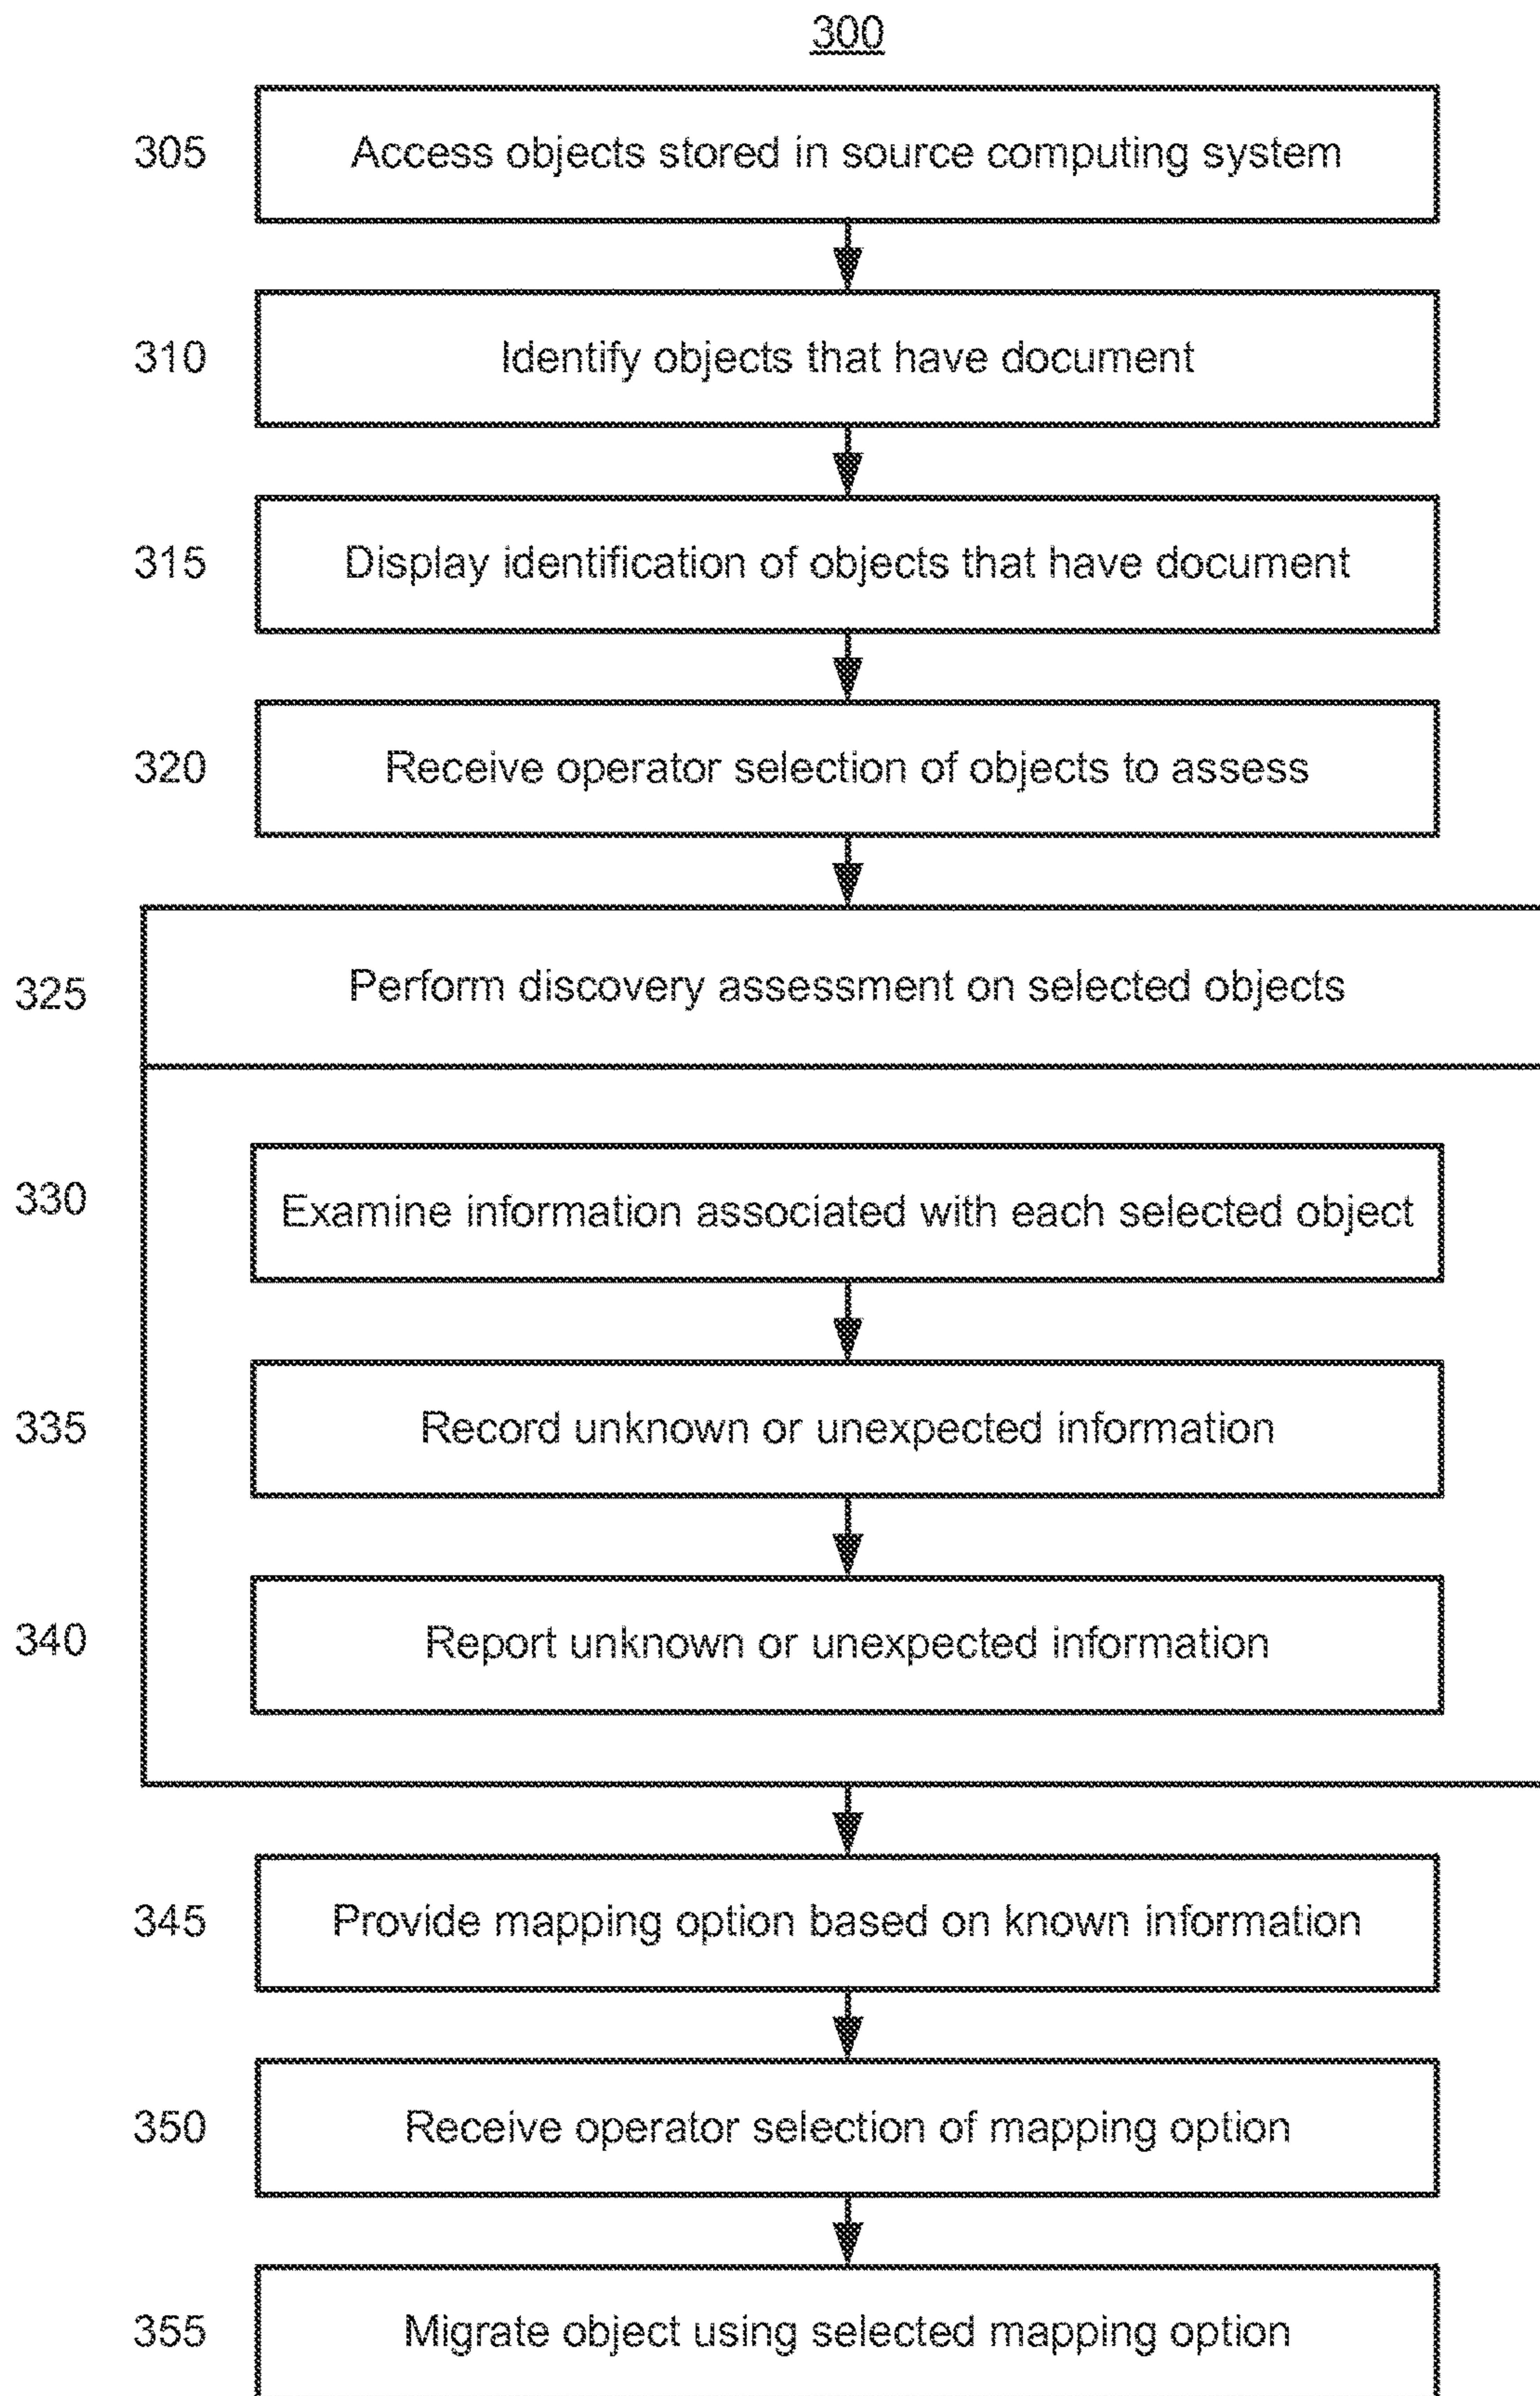 300
305
Access objects stored in source computing system
310
Identify objects that have document
315
Display identification of objects that have document
320
Receive operator selection of objects to assess
325
Perform discovery assessment on selected objects
330
Examine information associated with each selected object
335
Record unknown or unexpected information
340
Report unknown or unexpected information
345
Provide mapping option based on known information
350
Receive operator selection of mapping option
355
Migrate object using selected mapping option